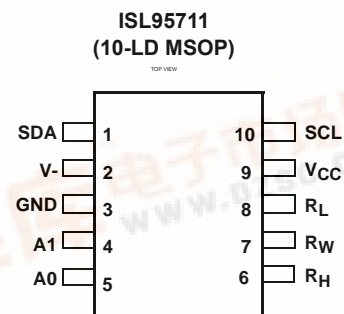 ISL95711
(10-LD MSOP)
TOP VIEW
SDA 1 10 SCL
V- 2 9 VCC
GND 3 8 RL
A1 4 7 RW
A0 5 6 RH